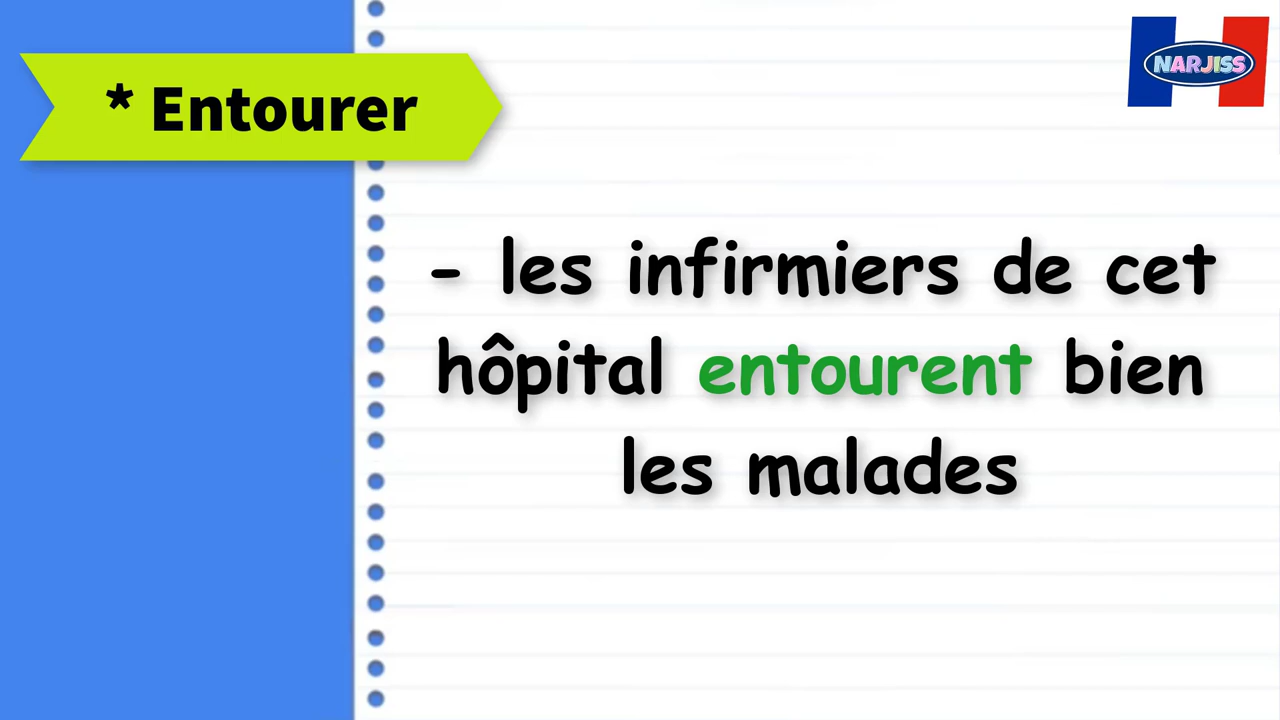 * Entourer
NARJISS
- les infirmiers de cet
hôpital entourent bien
les malades